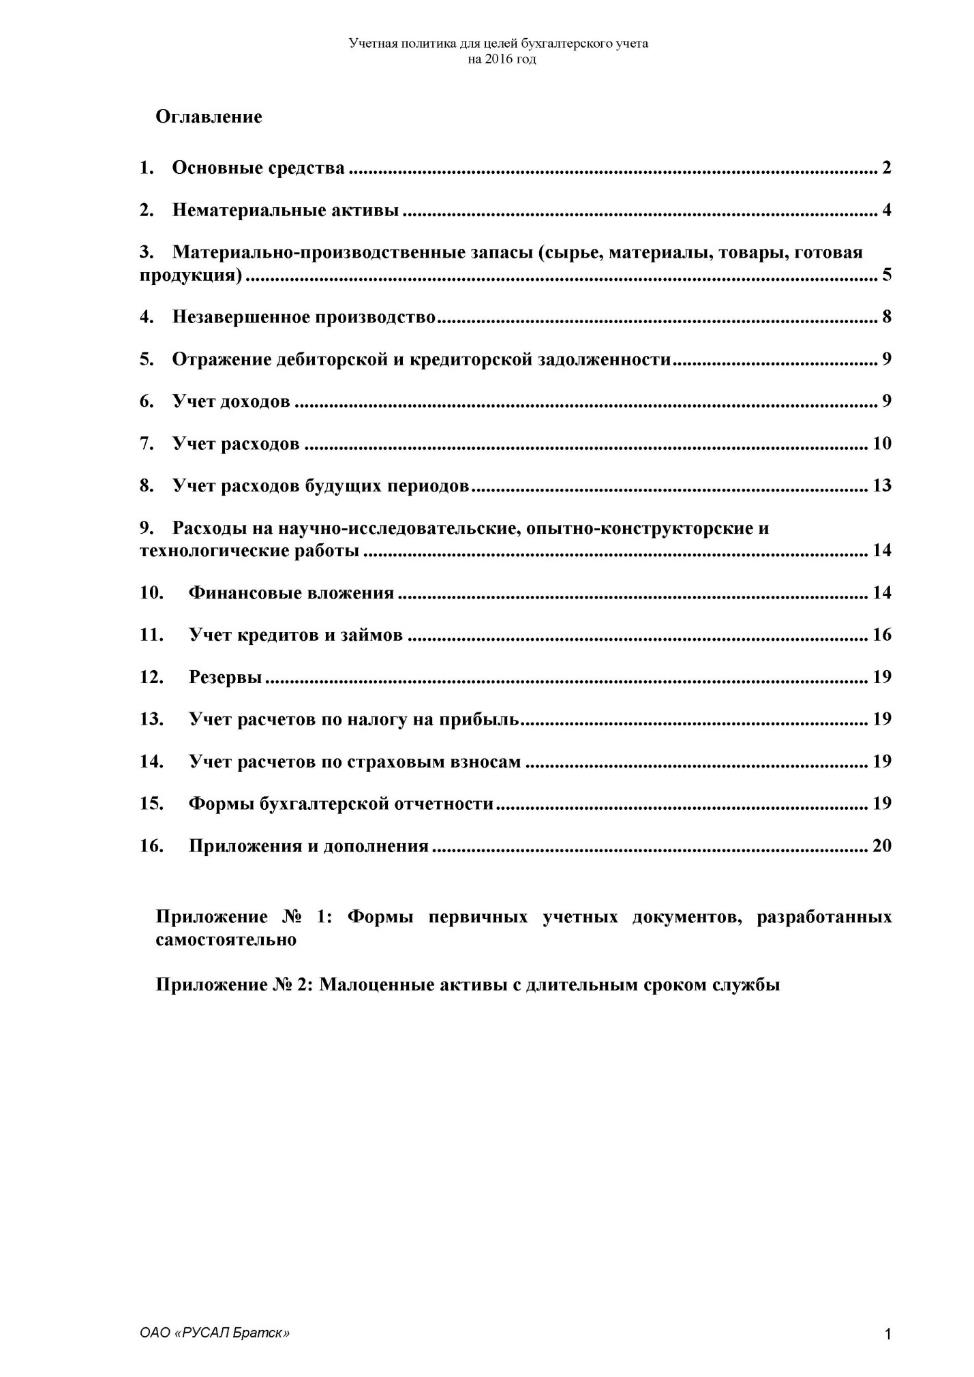 Учетная политика для целей бухгалтерского учета
на 2016 год
Оглавление
1. Основные средства ........................................................................ 2
2. Нематериальные активы ........................................................................ 4
3. Материально-производственные запасы (сырье, материалы, товары, готовая
продукция) ........................................................................ 5
4. Незавершенное производство ........................................................................ 8
5. Отражение дебиторской и кредиторской задолженности ........................................................................ 9
6. Учет доходов ........................................................................ 9
7. Учет расходов ........................................................................ 10
8. Учет расходов будущих периодов ........................................................................ 13
9. Расходы на научно-исследовательские, опытно-конструкторские и
технологические работы ........................................................................ 14
10. Финансовые вложения ........................................................................ 14
11. Учет кредитов и займов ........................................................................ 16
12. Резервы ........................................................................ 19
13. Учет расчетов по налогу на прибыль ........................................................................ 19
14. Учет расчетов по страховым взносам ........................................................................ 19
15. Формы бухгалтерской отчетности ........................................................................ 19
16. Приложения и дополнения ........................................................................ 20
Приложение № 1: Формы первичных учетных документов, разработанных
самостоятельно
Приложение № 2: Малоценные активы с длительным сроком службы
ОАО «РУСАЛ Братск» 1